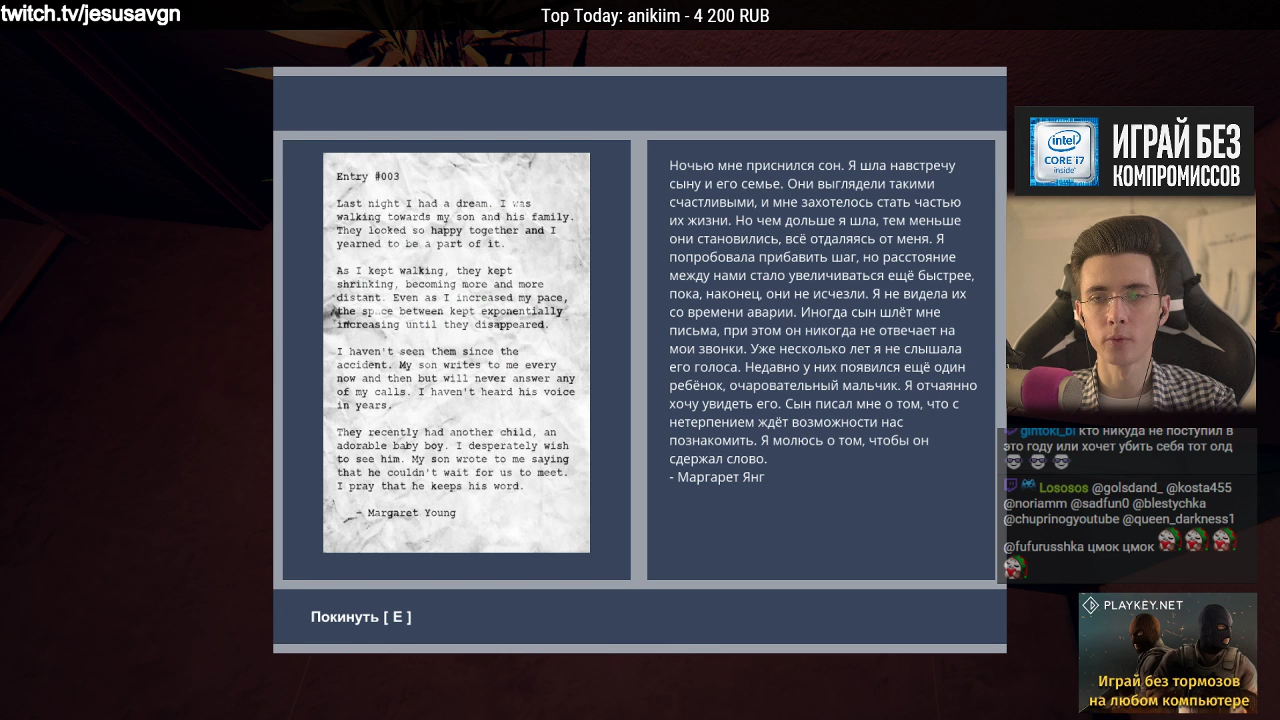 twitch.tv/jesusavgn
Top Today: anikiim - 4 200 RUB
Entry #003
Last night I had a dream. I was
walking towards my son and his family.
They looked so happy together and I
yearned to be a part of it.
As I kept walking, they kept
shrinking, becoming more and more
distant. Even as I increased my pace,
the space between kept exponentially
increasing until they disappeared.
I haven't seen them since the
accident. My son writes to me every
now and then but will never answer any
of my calls. I haven't heard his voice
in years.
They recently had another child, an
adorable baby boy. I desperately wish
to see him. My son wrote to me saying
that he couldn't wait for us to meet.
I pray that he keeps his word.
- Margaret Young
Ночью мне приснился сон. Я шла навстречу
сыну и его семье. Они выглядели такими
счастливыми, и мне захотелось стать частью
их жизни. Но чем дольше я шла, тем меньше
они становились, всё отдаляясь от меня. Я
попробовала прибавить шаг, но расстояние
между нами стало увеличиваться ещё быстрее,
пока, наконец, они не исчезли. Я не видела их
со времени аварии. Иногда сын шлёт мне
письма, при этом он никогда не отвечает на
мои звонки. Уже несколько лет я не слышала
его голоса. Недавно у них появился ещё один
ребёнок, очаровательный мальчик. Я отчаянно
хочу увидеть его. Сын писал мне о том, что с
нетерпением ждёт возможности нас
познакомить. Я молюсь о том, чтобы он
сдержал слово.
- Маргарет Янг
Покинуть [ E ]
intel
CORE i7
inside
ИГРАЙ БЕЗ
КОМПРОМИССОВ
кто никуда не поступил в
это году или хочет убить себя тот олд
Lososos @golsdand_ @kosta455
@noriamm @sadfun0 @blestychka
@chuprinogyoutube @queen_darkness1
@fufurusshka цмок цмок
PLAYKEY.NET
Играй без тормозов
на любом компьютере